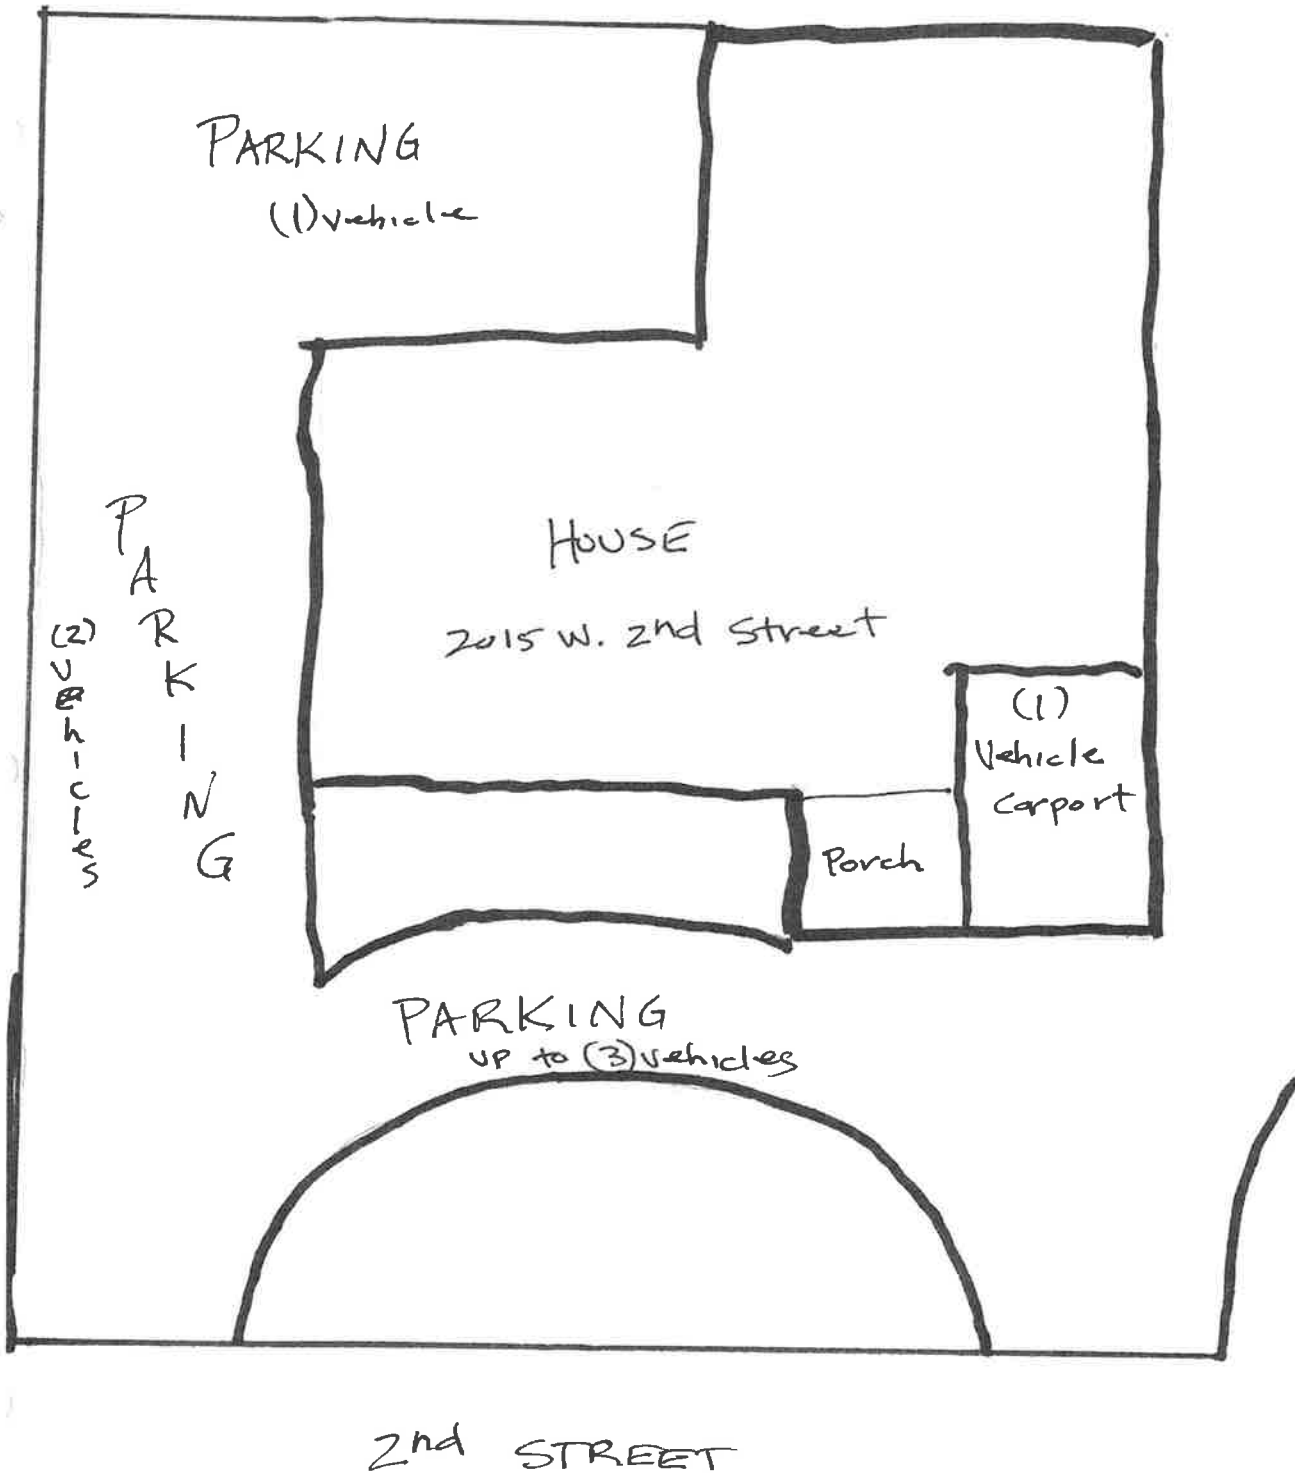 PARKING
(1) vehicle
PARKING
(2) vehicles
HOUSE
2015 W. 2nd Street
(1)
Vehicle
Carport
Porch
PARKING
up to (3) vehicles
2nd STREET